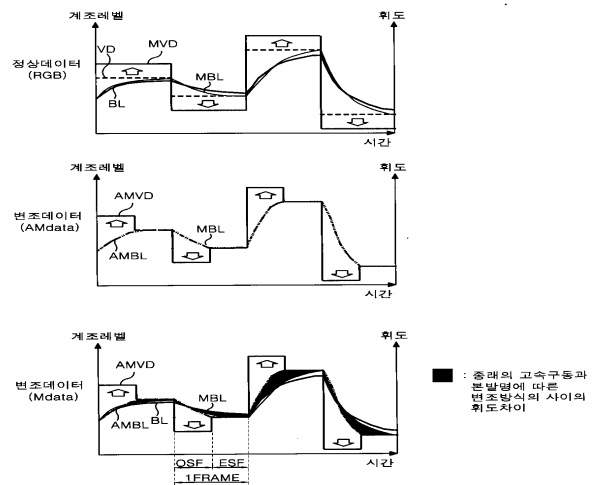 계조레벨
휘도
정상데이터
(RGB)
VD
MVD
MBL
BL
시간
계조레벨
휘도
변조데이터
(AMdata)
AMVD
MBL
AMBL
시간
계조레벨
휘도
변조데이터
(Mdata)
AMVD
BL
MBL
AMBL
시간
OSF
ESF
1FRAME
: 종래의 고속구동과
본발명에 따른
변조방식의 사이의
휘도차이